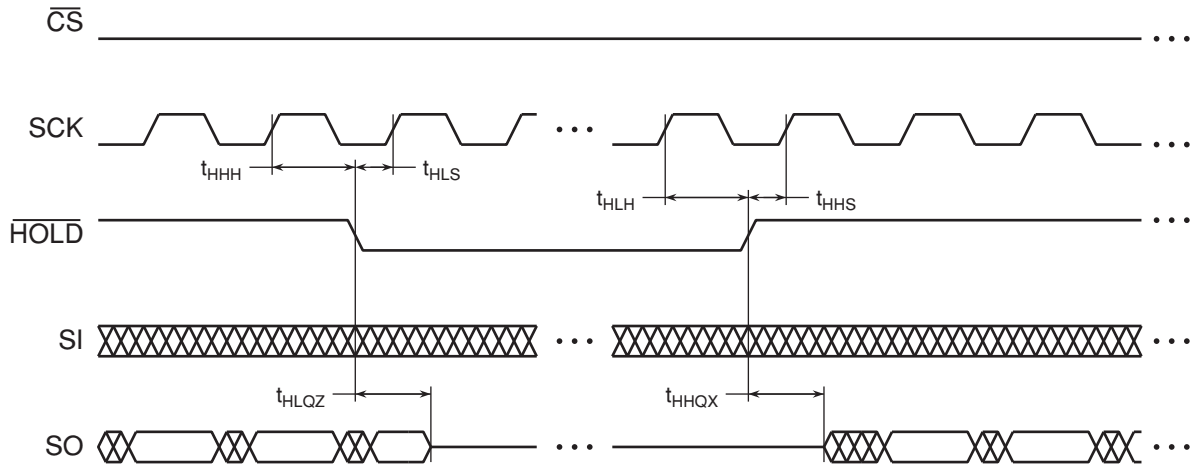 CS
SCK
tHHH
tHLS
tHLH
tHHS
HOLD
SI
tHLQZ
tHHQX
SO